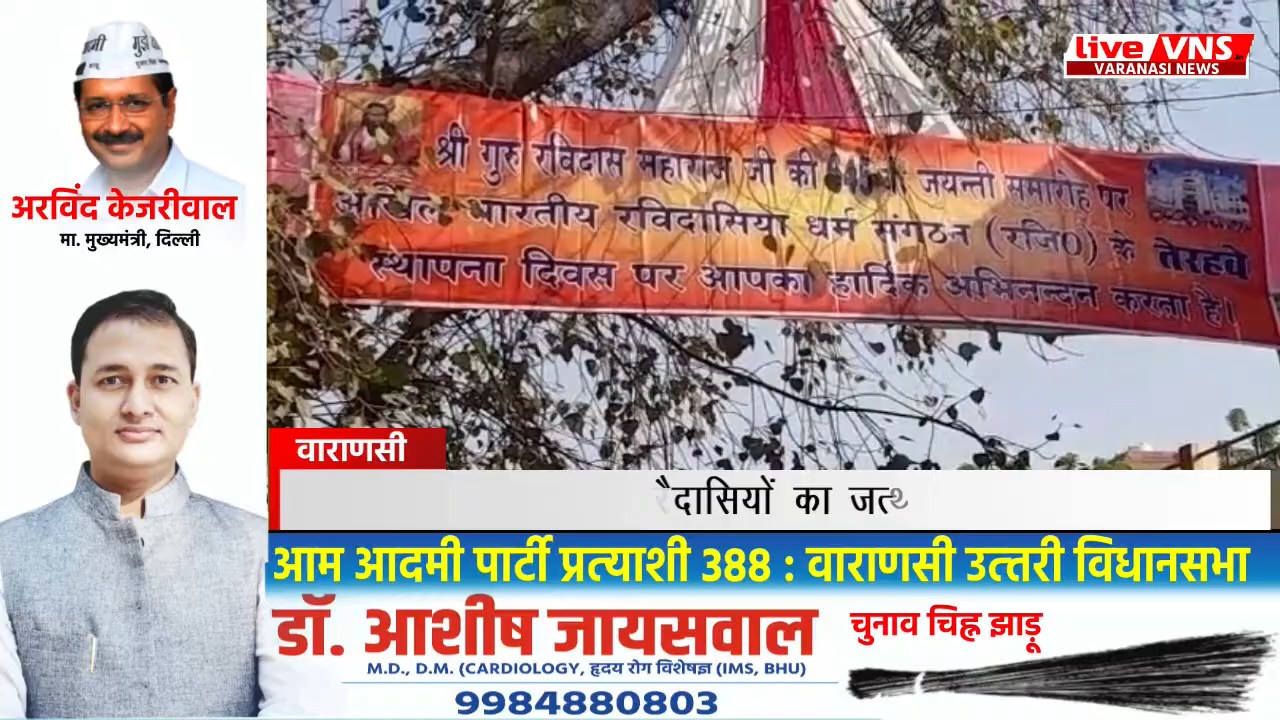 live VNS
VARANASI NEWS
अरविंद केजरीवाल
मा. मुख्यमंत्री, दिल्ली
श्री गुरु रविदास महाराज जी की जयन्ती समारोह पर
अखिल भारतीय रविदासिया धर्म संगठन (रजि0) के तेरहवे
स्थापना दिवस पर आपका हार्दिक अभिनन्दन करता है।
वाराणसी
रैदासियों का जत्थ
आम आदमी पार्टी प्रत्याशी 388 : वाराणसी उत्तरी विधानसभा
डॉ. आशीष जायसवाल
M.D., D.M. (CARDIOLOGY, हृदय रोग विशेषज्ञ (IMS, BHU)
9984880803
चुनाव चिह्न झाड़ू